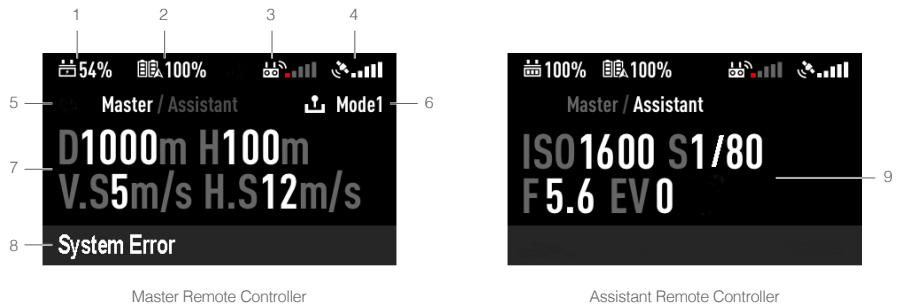 1 2 3 4
54% 100%
5 Master / Assistant Mode1 6
D1000m H100m
7
V.S5m/s H.S12m/s
8 System Error
Master Remote Controller
100% 100%
Master / Assistant
ISO1600 S1/80
9
F5.6 EV0
Assistant Remote Controller